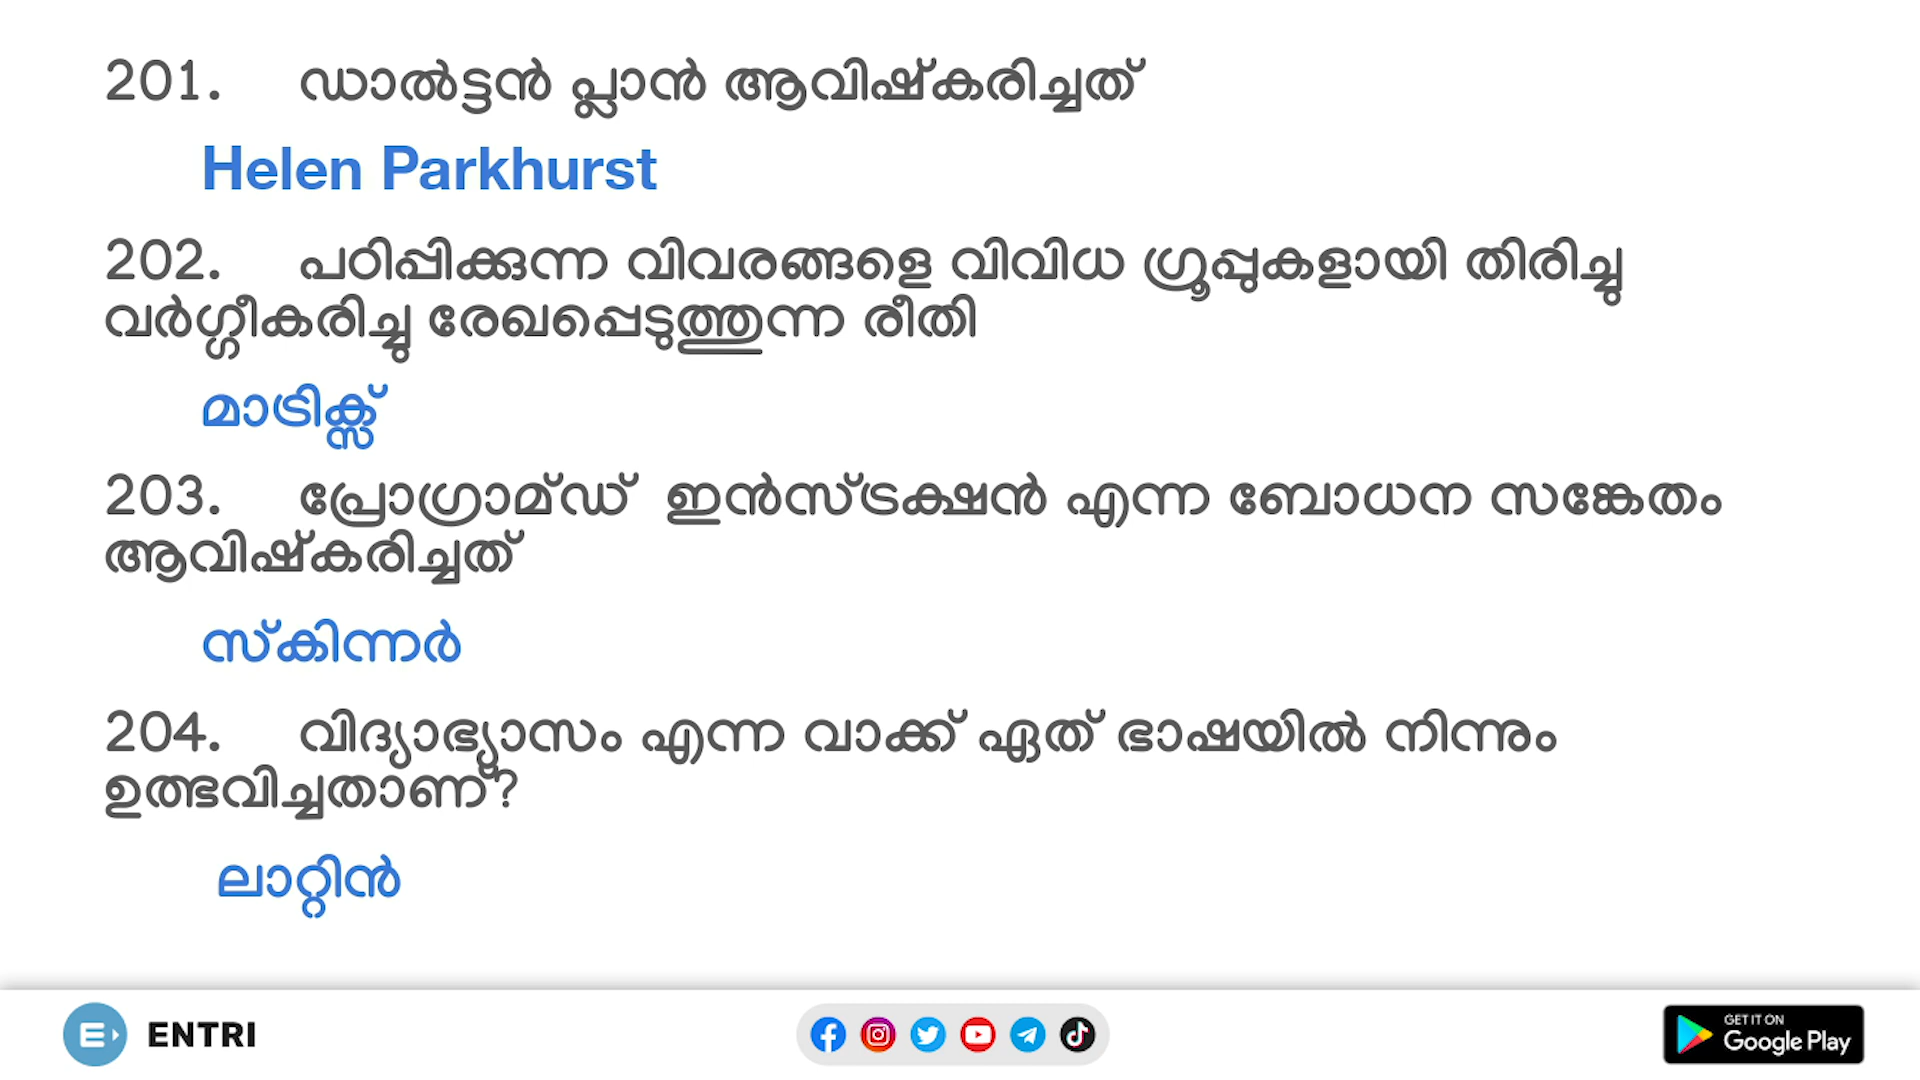 201. ഡാൽട്ടൻ പ്ലാൻ ആവിഷ്കരിച്ചത്
Helen Parkhurst
202. പഠിപ്പിക്കുന്ന വിവരങ്ങളെ വിവിധ ഗ്രൂപ്പുകളായി തിരിച്ചു
വർഗ്ഗീകരിച്ചു രേഖപ്പെടുത്തുന്ന രീതി
മാട്രിക്സ്
203. പ്രോഗ്രാമ്ഡ് ഇൻസ്ട്രക്ഷൻ എന്ന ബോധന സങ്കേതം
ആവിഷ്കരിച്ചത്
സ്കിന്നർ
204. വിദ്യാഭ്യാസം എന്ന വാക്ക് ഏത് ഭാഷയിൽ നിന്നും
ഉത്ഭവിച്ചതാണ്?
ലാറ്റിൻ
ENTRI
GET IT ON
Google Play